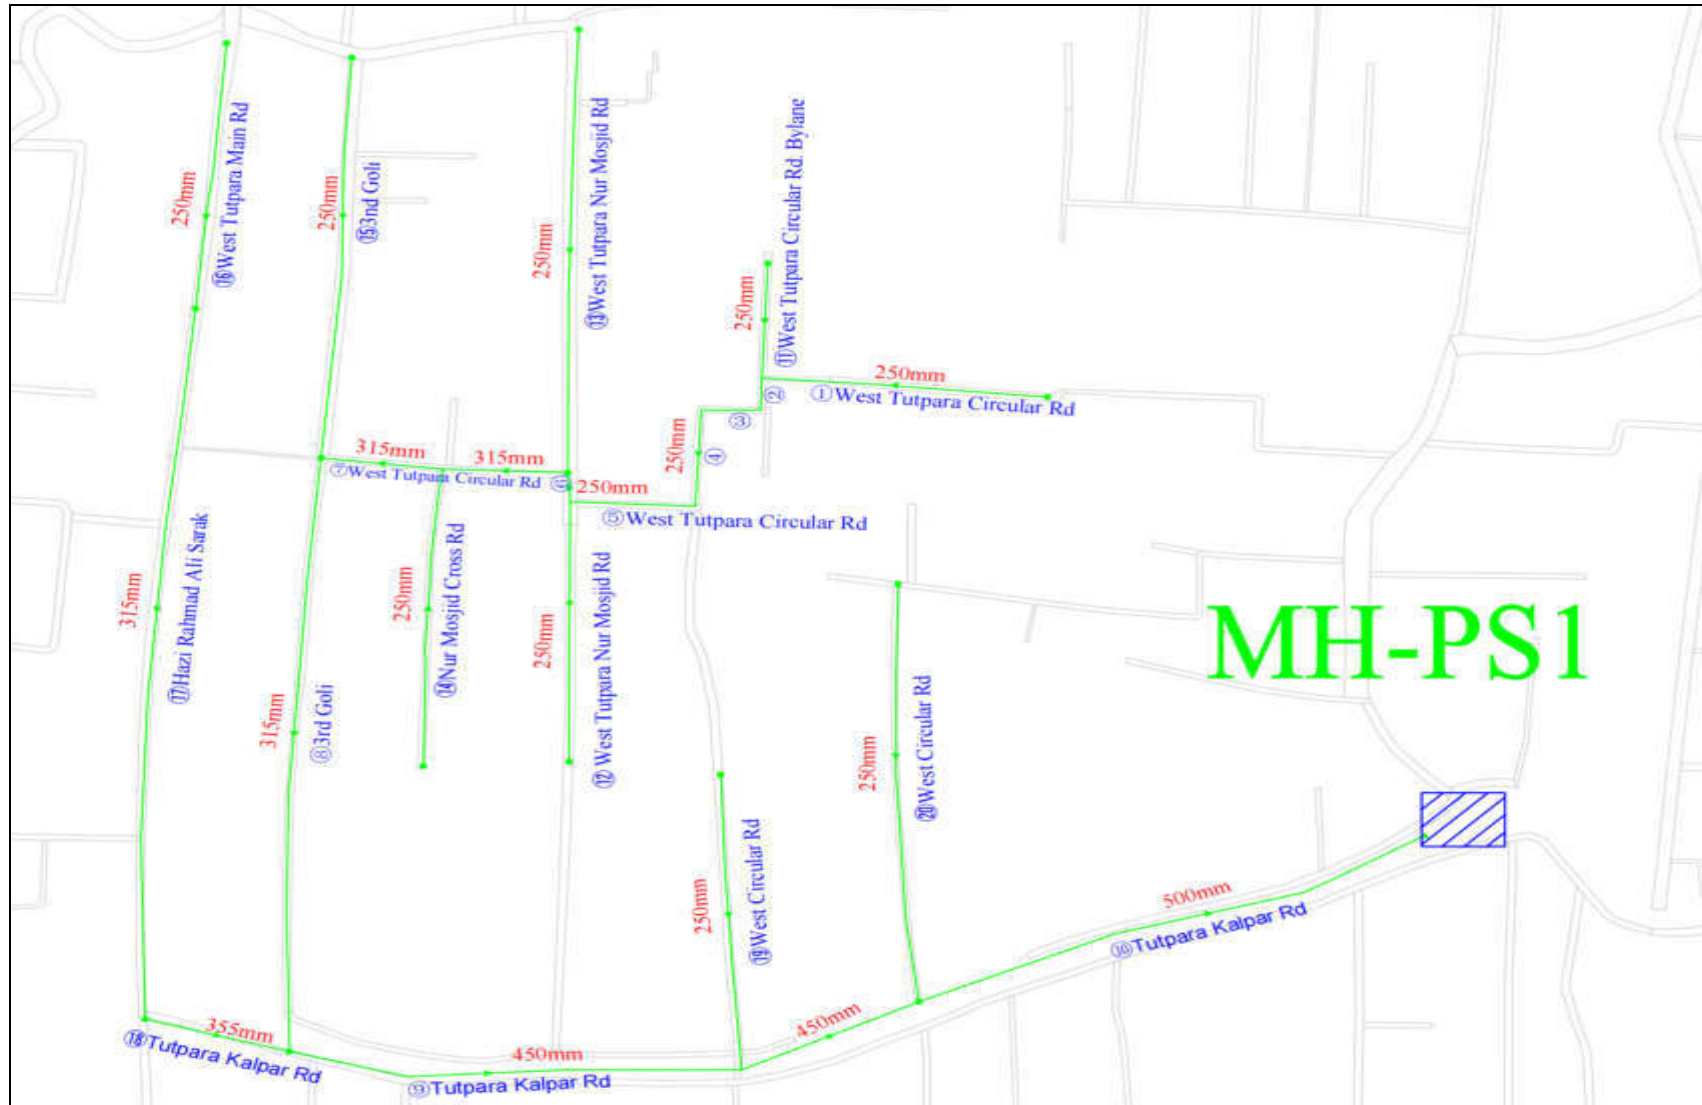 250mm
⑯West Tutpara Main Rd
250mm
⑮3nd Goli
250mm
⑬West Tutpara Nur Mosjid Rd
250mm
⑪West Tutpara Circular Rd. Bylane
250mm
①West Tutpara Circular Rd
②
③
250mm
④
315mm
315mm
⑦West Tutpara Circular Rd
250mm
⑤West Tutpara Circular Rd
315mm
⑰Hazi Rahmad Ali Sarak
315mm
⑧3rd Goli
250mm
⑭Nur Mosjid Cross Rd
250mm
⑫West Tutpara Nur Mosjid Rd
MH-PS1
250mm
⑳West Circular Rd
250mm
⑲West Circular Rd
500mm
⑩Tutpara Kalpar Rd
450mm
355mm
⑱Tutpara Kalpar Rd
450mm
⑨Tutpara Kalpar Rd